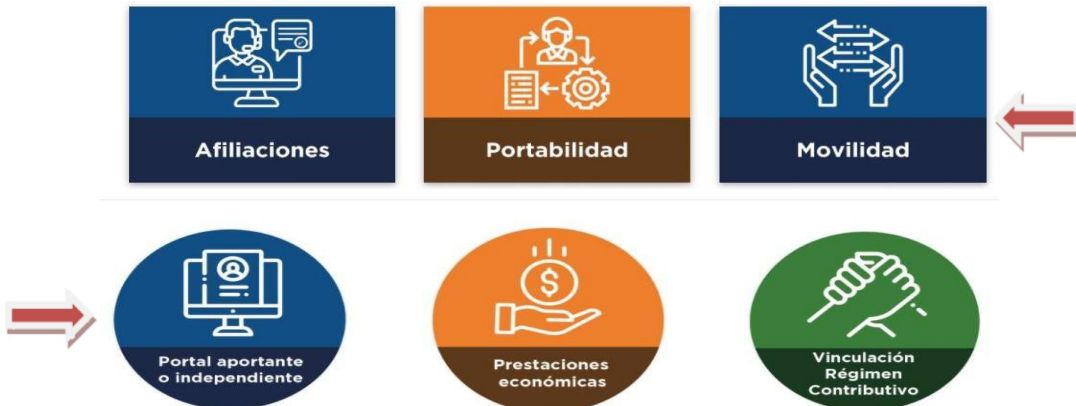 Afiliaciones
Portabilidad
Movilidad
Portal aportante
o independiente
Prestaciones
económicas
Vinculación
Régimen
Contributivo